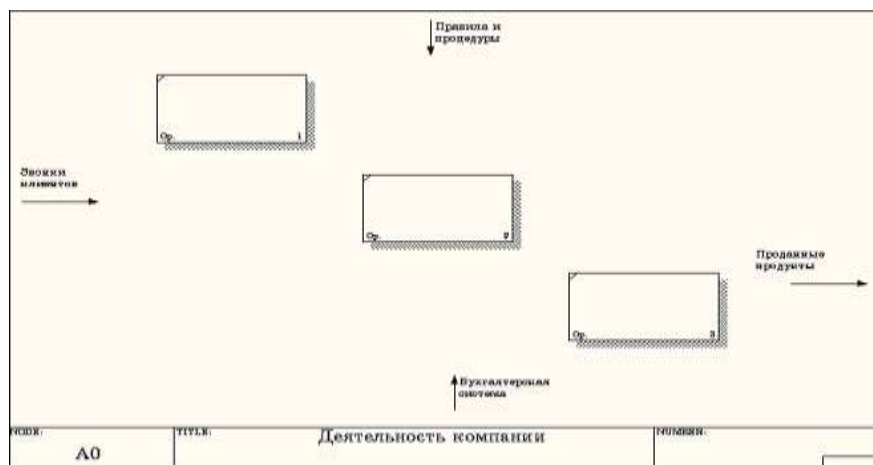 Правила и
процедуры
0р. 1
Звонки
клиентов
0р. 2
Проданные
продукты
0р. 3
Бухгалтерская
система
NODE: TITLE: Деятельность компании NUMBER:
A0